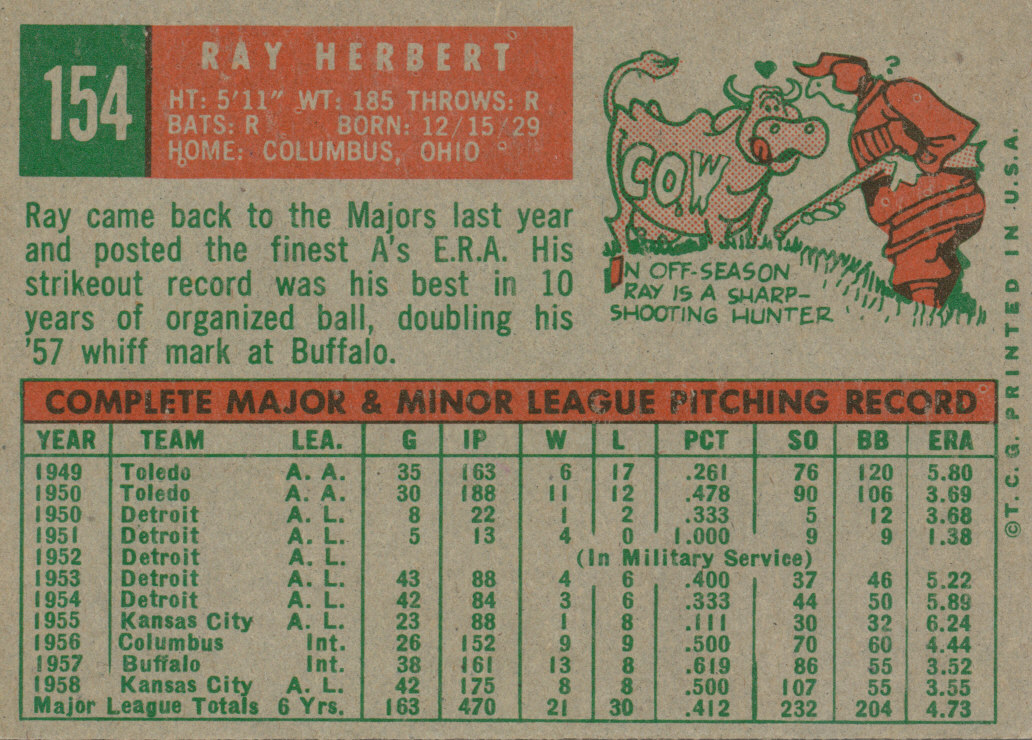 154
RAY HERBERT
HT: 5'11" WT: 185 THROWS: R
BATS: R BORN: 12/15/29
HOME: COLUMBUS, OHIO
Ray came back to the Majors last year
and posted the finest A's E.R.A. His
strikeout record was his best in 10
years of organized ball, doubling his
'57 whiff mark at Buffalo.
?
COW
IN OFF-SEASON
RAY IS A SHARP-
SHOOTING HUNTER
COMPLETE MAJOR & MINOR LEAGUE PITCHING RECORD
YEAR TEAM LEA. G IP W L PCT SO BB ERA
1949 Toledo A. A. 35 163 6 17 .261 76 120 5.80
1950 Toledo A. A. 30 188 11 12 .478 90 106 3.69
1950 Detroit A. L. 8 22 1 2 .333 5 12 3.68
1951 Detroit A. L. 5 13 4 0 1.000 9 9 1.38
1952 Detroit A. L. (In Military Service)
1953 Detroit A. L. 43 88 4 6 .400 37 46 5.22
1954 Detroit A. L. 42 84 3 6 .333 44 50 5.89
1955 Kansas City A. L. 23 88 1 8 .111 30 32 6.24
1956 Columbus Int. 26 152 9 9 .500 70 60 4.44
1957 Buffalo Int. 38 161 13 8 .619 86 55 3.52
1958 Kansas City A. L. 42 175 8 8 .500 107 55 3.55
Major League Totals 6 Yrs. 163 470 21 30 .412 232 204 4.73
©T. C. G. PRINTED IN U.S.A.